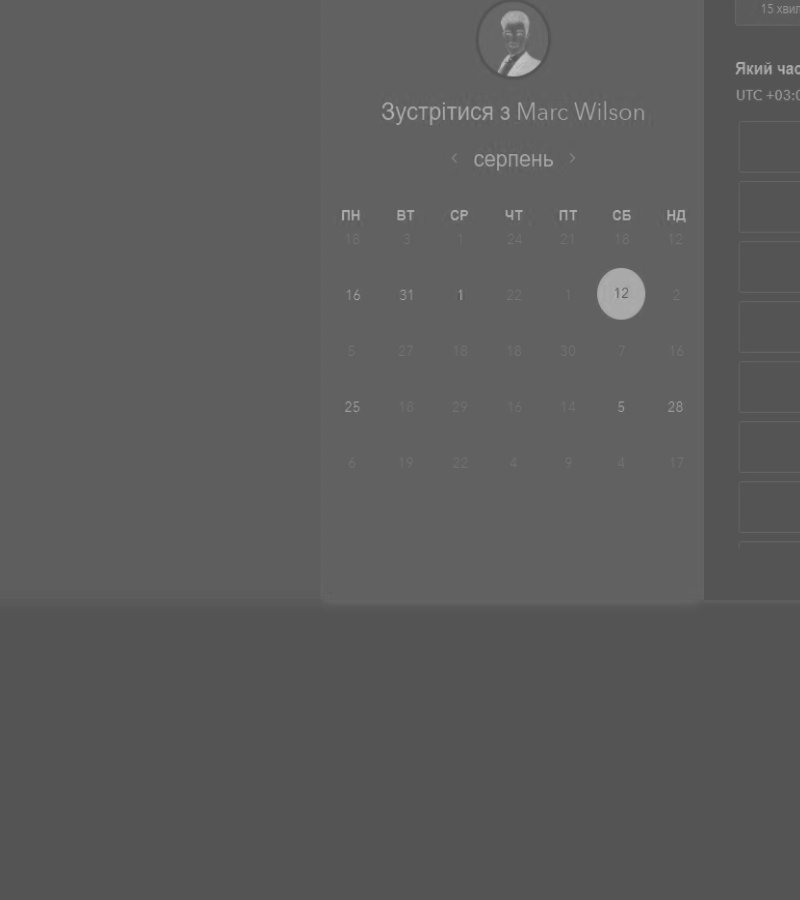 15 хвил
Зустрітися з Marc Wilson
серпень
ПН ВТ СР ЧТ ПТ СБ НД
18 3 1 24 21 18 12
16 31 1 22 1 12 2
5 27 18 18 30 7 16
25 18 29 16 14 5 28
6 19 22 4 9 4 17
Який час
UTC +03:0